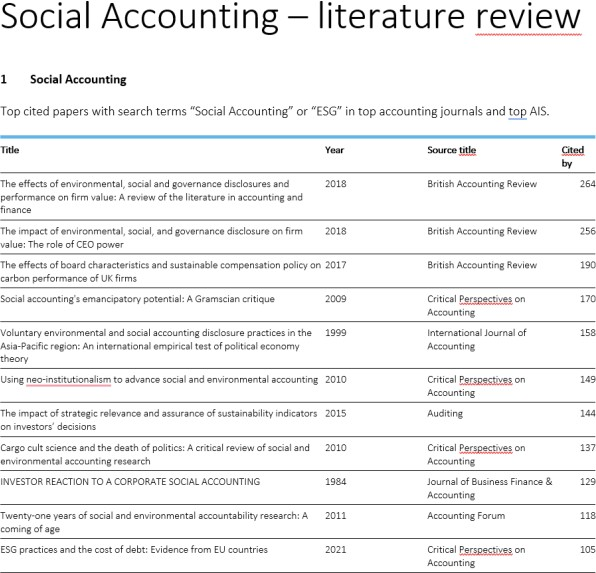 Social Accounting – literature review
1 Social Accounting
Top cited papers with search terms “Social Accounting” or “ESG” in top accounting journals and top AIS.
Title Year Source title Cited by
The effects of environmental, social and governance disclosures and 2018 British Accounting Review 264
performance on firm value: A review of the literature in accounting and
finance
The impact of environmental, social, and governance disclosure on firm 2018 British Accounting Review 256
value: The role of CEO power
The effects of board characteristics and sustainable compensation policy on 2017 British Accounting Review 190
carbon performance of UK firms
Social accounting's emancipatory potential: A Gramscian critique 2009 Critical Perspectives on 170
Accounting
Voluntary environmental and social accounting disclosure practices in the 1999 International Journal of 158
Asia-Pacific region: An international empirical test of political economy Accounting
theory
Using neo-institutionalism to advance social and environmental accounting 2010 Critical Perspectives on 149
Accounting
The impact of strategic relevance and assurance of sustainability indicators 2015 Auditing 144
on investors’ decisions
Cargo cult science and the death of politics: A critical review of social and 2010 Critical Perspectives on 137
environmental accounting research Accounting
INVESTOR REACTION TO A CORPORATE SOCIAL ACCOUNTING 1984 Journal of Business Finance & 129
Accounting
Twenty-one years of social and environmental accountability research: A 2011 Accounting Forum 118
coming of age
ESG practices and the cost of debt: Evidence from EU countries 2021 Critical Perspectives on 105
Accounting